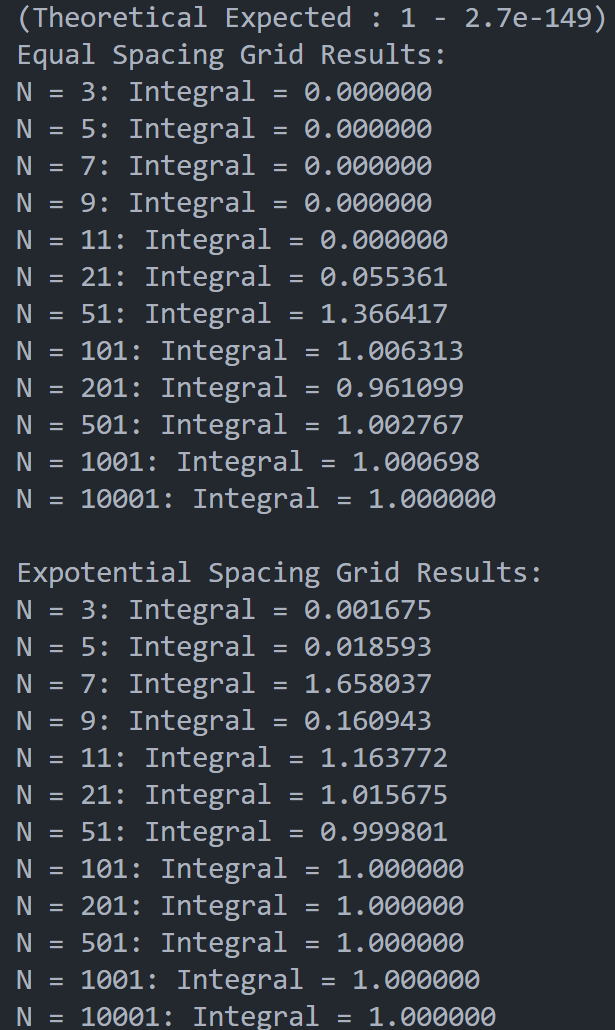 (Theoretical Expected : 1 - 2.7e-149)
Equal Spacing Grid Results:
N = 3: Integral = 0.000000
N = 5: Integral = 0.000000
N = 7: Integral = 0.000000
N = 9: Integral = 0.000000
N = 11: Integral = 0.000000
N = 21: Integral = 0.055361
N = 51: Integral = 1.366417
N = 101: Integral = 1.006313
N = 201: Integral = 0.961099
N = 501: Integral = 1.002767
N = 1001: Integral = 1.000698
N = 10001: Integral = 1.000000
Expotential Spacing Grid Results:
N = 3: Integral = 0.001675
N = 5: Integral = 0.018593
N = 7: Integral = 1.658037
N = 9: Integral = 0.160943
N = 11: Integral = 1.163772
N = 21: Integral = 1.015675
N = 51: Integral = 0.999801
N = 101: Integral = 1.000000
N = 201: Integral = 1.000000
N = 501: Integral = 1.000000
N = 1001: Integral = 1.000000
N = 10001: Integral = 1.000000